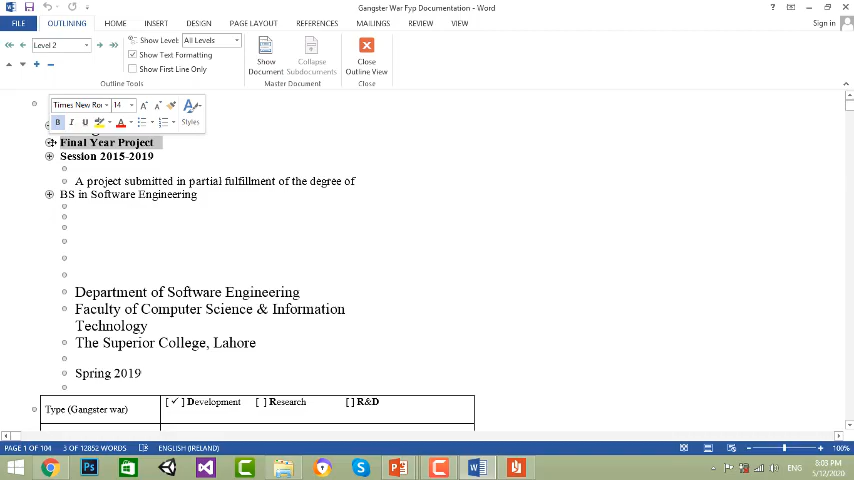 Gangster War Fyp Documentation - Word
FILE OUTLINING HOME INSERT DESIGN PAGE LAYOUT REFERENCES MAILINGS REVIEW VIEW Sign in
Level 2
Show Level: All Levels
Show Text Formatting
Show First Line Only
Show Document
Collapse Subdocuments
Close Outline View
Outline Tools Master Document Close
Times New Ro 14
B I U A Styles
Final Year Project
Session 2015-2019
A project submitted in partial fulfillment of the degree of
BS in Software Engineering
Department of Software Engineering
Faculty of Computer Science & Information
Technology
The Superior College, Lahore
Spring 2019
Type (Gangster war) [ ✓ ] Development [ ] Research [ ] R&D
PAGE 1 OF 104 3 OF 12852 WORDS ENGLISH (IRELAND) 100%
ENG 8:03 PM
5/12/2020